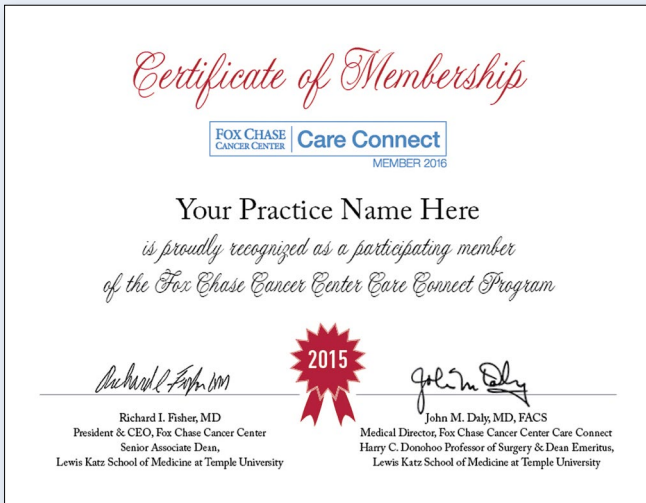 Certificate of Membership
FOX CHASE
CANCER CENTER
Care Connect
MEMBER 2016
Your Practice Name Here
is proudly recognized as a participating member
of the Fox Chase Cancer Center Care Connect Program
2015
Richard I. Fisher, MD
President & CEO, Fox Chase Cancer Center
Senior Associate Dean,
Lewis Katz School of Medicine at Temple University
John M. Daly, MD, FACS
Medical Director, Fox Chase Cancer Center Care Connect
Harry C. Donohoo Professor of Surgery & Dean Emeritus,
Lewis Katz School of Medicine at Temple University